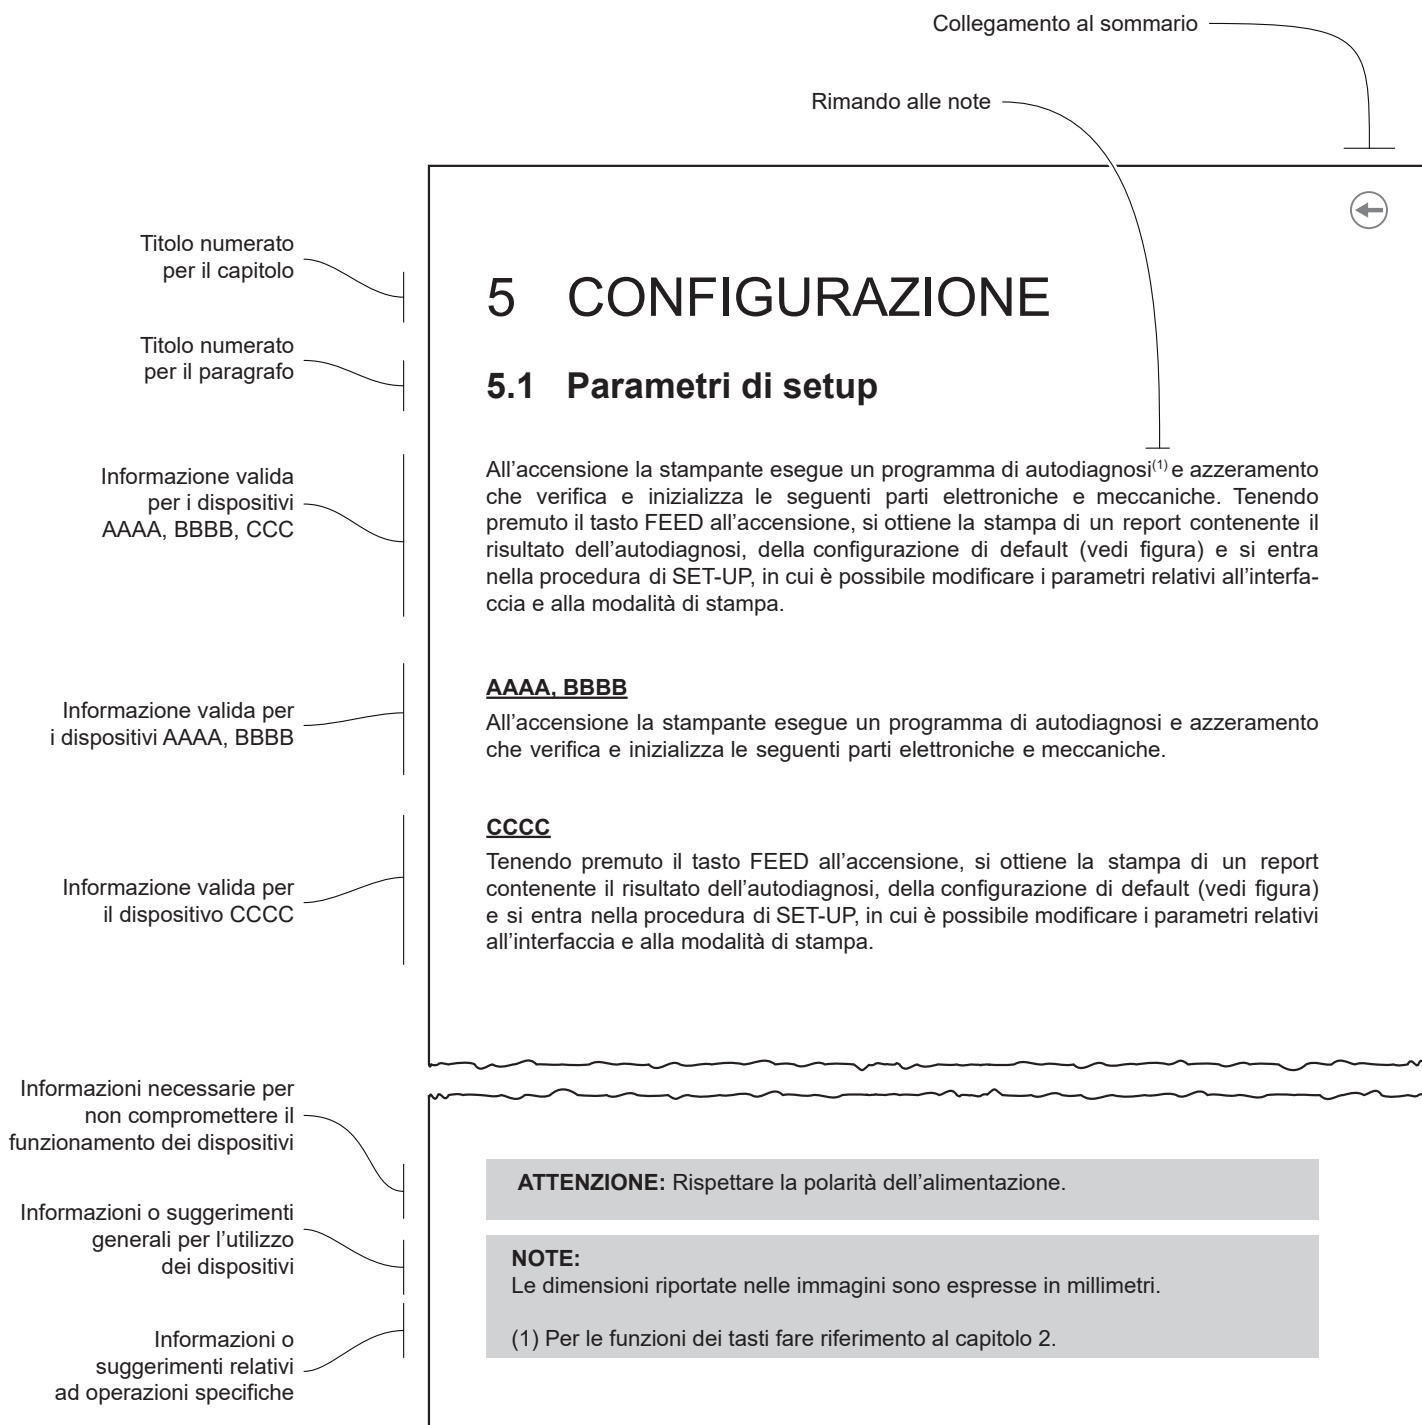 Collegamento al sommario
Rimando alle note
Titolo numerato
per il capitolo
5 CONFIGURAZIONE
Titolo numerato
per il paragrafo
5.1 Parametri di setup
Informazione valida
per i dispositivi
AAAA, BBBB, CCC
All’accensione la stampante esegue un programma di autodiagnosi(1) e azzeramento
che verifica e inizializza le seguenti parti elettroniche e meccaniche. Tenendo
premuto il tasto FEED all’accensione, si ottiene la stampa di un report contenente il
risultato dell’autodiagnosi, della configurazione di default (vedi figura) e si entra
nella procedura di SET-UP, in cui è possibile modificare i parametri relativi all’interfa-
ccia e alla modalità di stampa.
Informazione valida per
i dispositivi AAAA, BBBB
AAAA, BBBB
All’accensione la stampante esegue un programma di autodiagnosi e azzeramento
che verifica e inizializza le seguenti parti elettroniche e meccaniche.
Informazione valida per
il dispositivo CCCC
CCCC
Tenendo premuto il tasto FEED all’accensione, si ottiene la stampa di un report
contenente il risultato dell’autodiagnosi, della configurazione di default (vedi figura)
e si entra nella procedura di SET-UP, in cui è possibile modificare i parametri relativi
all’interfaccia e alla modalità di stampa.
Informazioni necessarie per
non compromettere il
funzionamento dei dispositivi
ATTENZIONE: Rispettare la polarità dell’alimentazione.
Informazioni o suggerimenti
generali per l’utilizzo
dei dispositivi
NOTE:
Le dimensioni riportate nelle immagini sono espresse in millimetri.
Informazioni o
suggerimenti relativi
ad operazioni specifiche
(1) Per le funzioni dei tasti fare riferimento al capitolo 2.